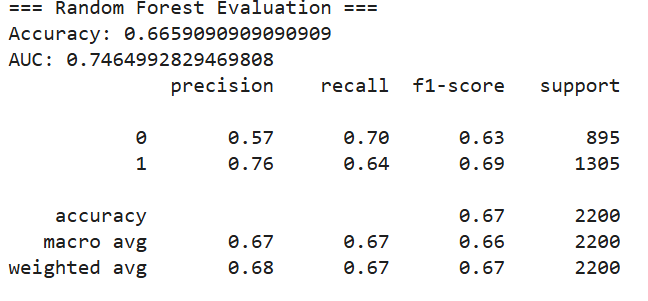 === Random Forest Evaluation ===
Accuracy: 0.6659090909090909
AUC: 0.7464992829469808
precision recall f1-score support
0 0.57 0.70 0.63 895
1 0.76 0.64 0.69 1305
accuracy 0.67 2200
macro avg 0.67 0.67 0.66 2200
weighted avg 0.68 0.67 0.67 2200